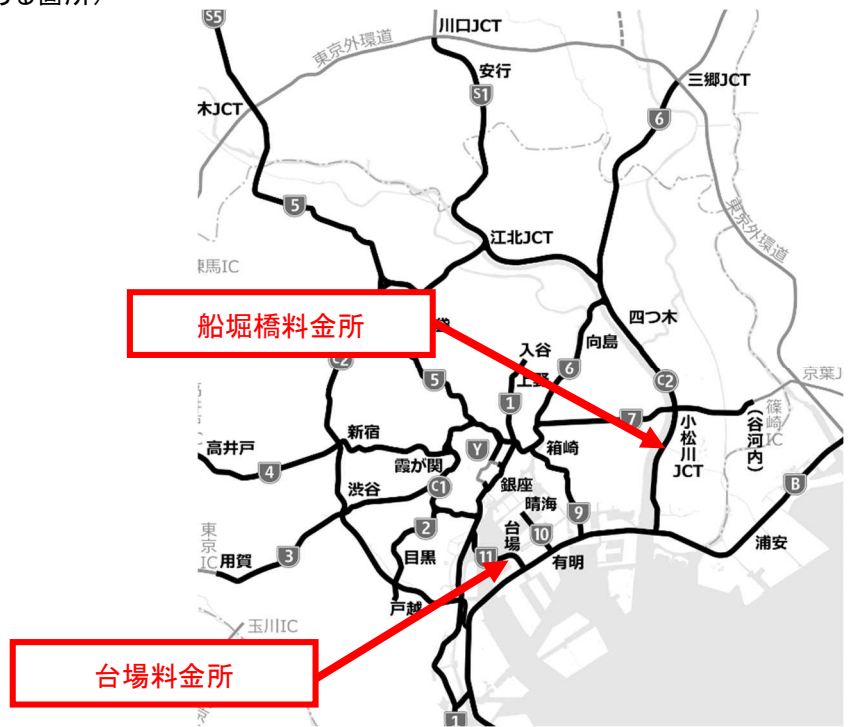 る箇所）
S5
川口JCT
東京外環道
安行
S1
三郷JCT
木JCT
6
5
東京外環道
江北JCT
練馬IC
船堀橋料金所
四つ木
袋
入谷
向島
C2
上野
6
C2
京葉J
5
1
7
篠崎IC
(谷河内)
小松川
JCT
新宿
Y
箱崎
高井戸
霞が関
4
C1
銀座
B
渋谷
晴海
9
2
台場
10
浦安
東京IC
3
目黒
11
有明
用賀
戸越
玉川IC
台場料金所
1